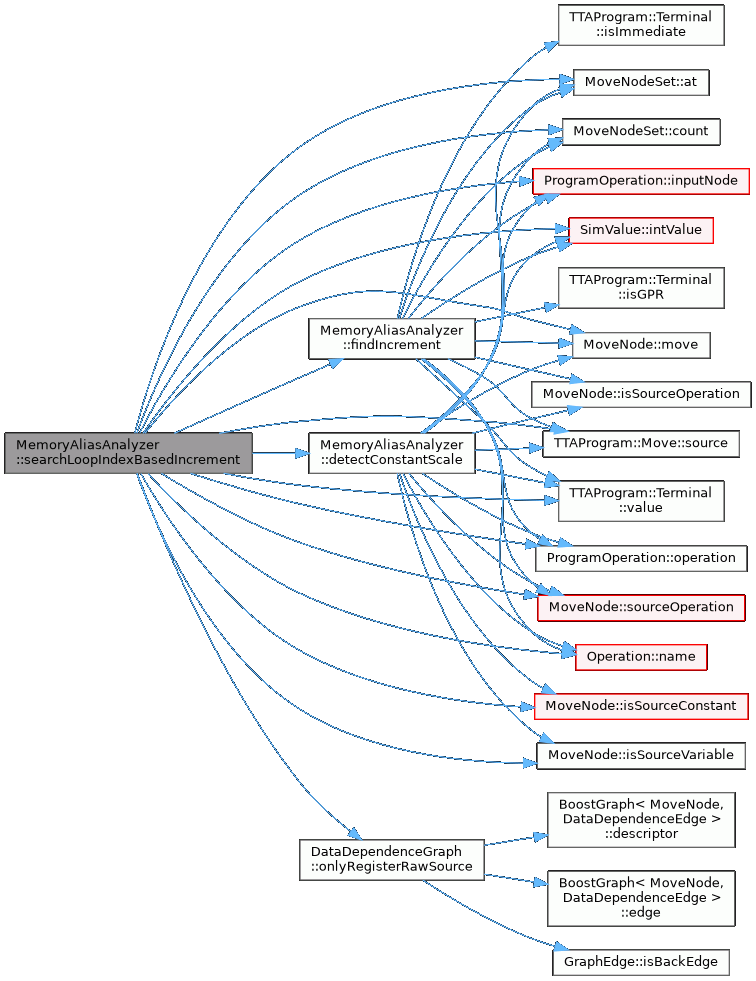 TTAProgram::Terminal
::isImmediate
MoveNodeSet::at
MoveNodeSet::count
ProgramOperation::inputNode
SimValue::intValue
TTAProgram::Terminal
::isGPR
MemoryAliasAnalyzer
::findIncrement
MoveNode::move
MoveNode::isSourceOperation
MemoryAliasAnalyzer
::searchLoopIndexBasedIncrement
MemoryAliasAnalyzer
::detectConstantScale
TTAProgram::Move::source
TTAProgram::Terminal
::value
ProgramOperation::operation
MoveNode::sourceOperation
Operation::name
MoveNode::isSourceConstant
MoveNode::isSourceVariable
DataDependenceGraph
::onlyRegisterRawSource
BoostGraph< MoveNode,
DataDependenceEdge >
::descriptor
BoostGraph< MoveNode,
DataDependenceEdge >
::edge
GraphEdge::isBackEdge